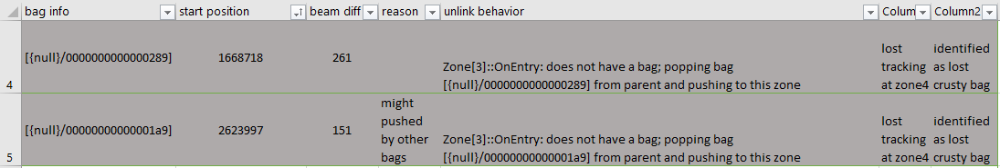 bag info start position beam diff reason unlink behavior Colum Column2
4 [{null}/0000000000000289] 1668718 261 Zone[3]::OnEntry: does not have a bag; popping bag
[{null}/0000000000000289] from parent and pushing to this zone
lost
tracking
at zone4
identified
as lost
crusty bag
5 [{null}/00000000000001a9] 2623997 151
might
pushed
by other
bags
Zone[3]::OnEntry: does not have a bag; popping bag
[{null}/00000000000001a9] from parent and pushing to this zone
lost
tracking
at zone4
identified
as lost
crusty bag